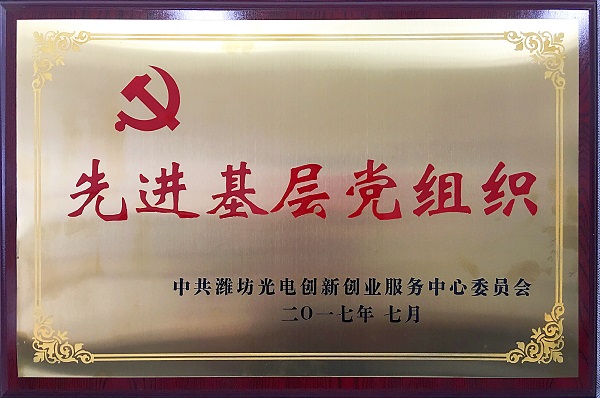 先进基层党组织
中共潍坊光电创新创业服务中心委员会
二〇一七年 七月